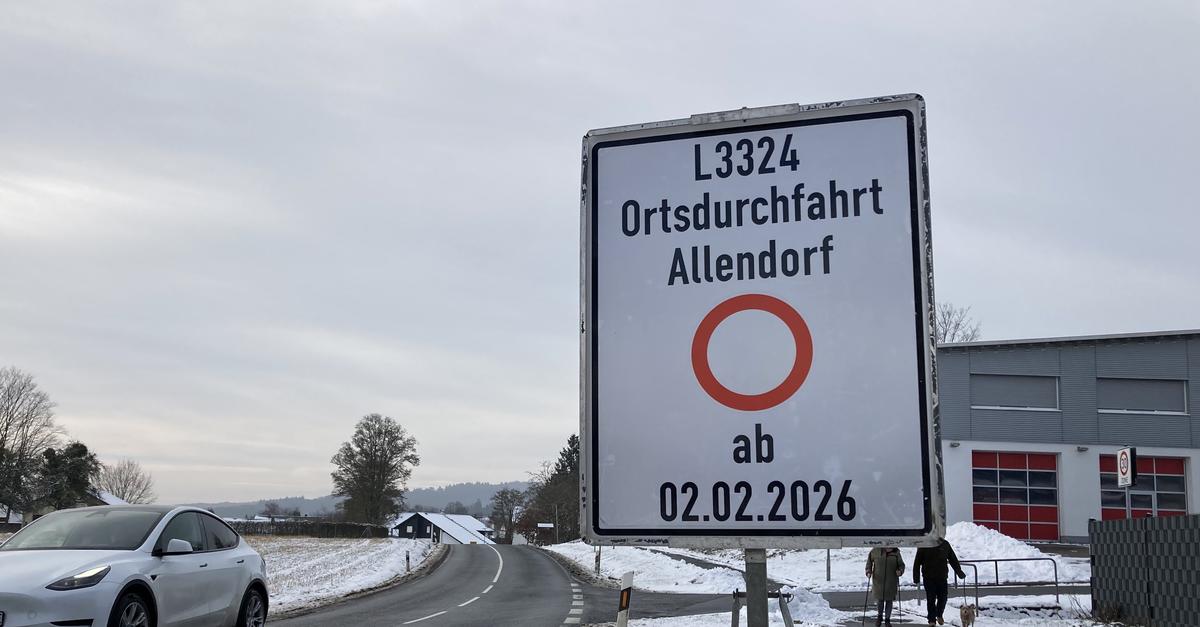 L3324
Ortsdurchfahrt
Allendorf
ab
02.02.2026